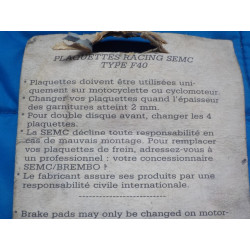 PLAQUETTES RACING SEMC
TYPE F40
* Plaquettes doivent être utilisées uni-
quement sur motocyclette ou cyclomoteur.
* Changer vos plaquettes quand l'épaisseur
des garnitures atteint 2 mm.
* Pour double disques avant, changer les 4
plaquettes.
* La SEMC décline toute responsabilité en
cas de mauvais montage. Pour remplacer
vos plaquettes de frein, adressez-vous à
un professionel : votre concessionnaire
SEMC/BREMBO !
* Le fabricant assure ses produits par une
responsabilité civile internationale.
--------------------------
* Brake pads may only be changed on motor-